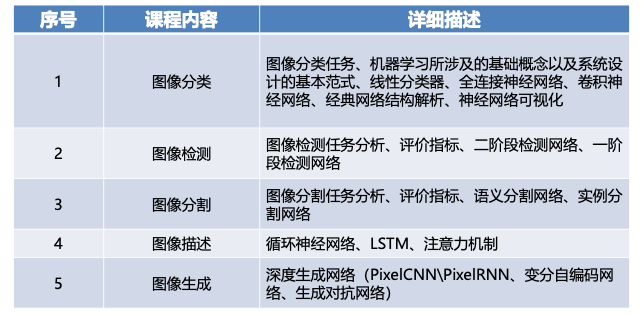 序号 课程内容 详细描述
1 图像分类 图像分类任务、机器学习所涉及的基础概念以及系统设
计的基本范式、线性分类器、全连接神经网络、卷积神
经网络、经典网络结构解析、神经网络可视化
2 图像检测 图像检测任务分析、评价指标、二阶段检测网络、一阶
段检测网络
3 图像分割 图像分割任务分析、评价指标、语义分割网络、实例分
割网络
4 图像描述 循环神经网络、LSTM、注意力机制
5 图像生成 深度生成网络（PixelCNN\PixelRNN、变分自编码网
络、生成对抗网络）